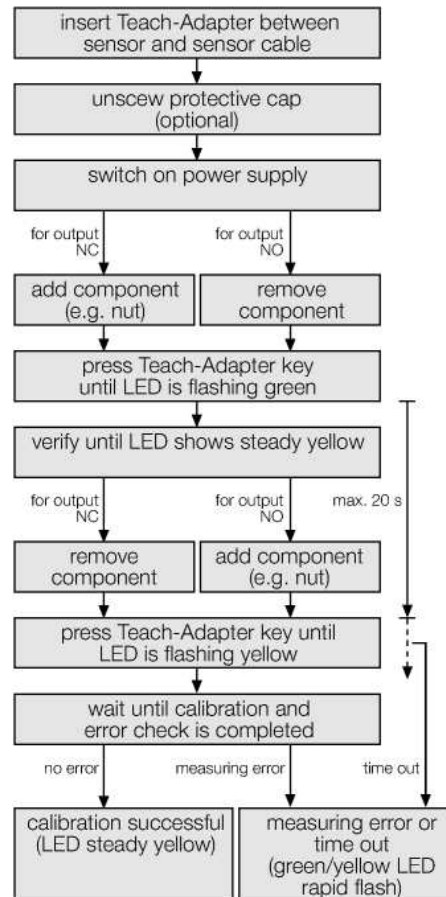 insert Teach-Adapter between
sensor and sensor cable
unscew protective cap
(optional)
switch on power supply
for output
NC
for output
NO
add component
(e.g. nut)
remove
component
press Teach-Adapter key
until LED is flashing green
verify until LED shows steady yellow
for output
NC
for output
NO
max. 20 s
remove
component
add component
(e.g. nut)
press Teach-Adapter key until
LED is flashing yellow
wait until calibration and
error check is completed
no error
measuring error
time out
calibration successful
(LED steady yellow)
measuring error or
time out
(green/yellow LED
rapid flash)